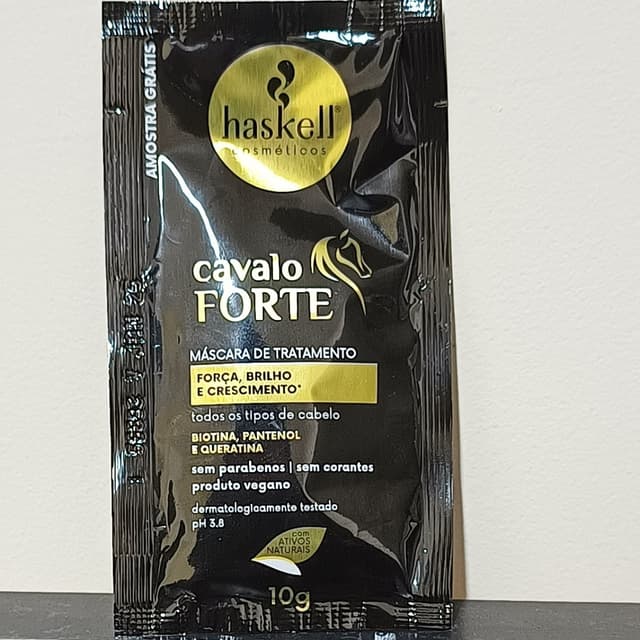 AMOSTRA GRÁTIS
haskell®
cosméticos
cavalo
FORTE
MÁSCARA DE TRATAMENTO
FORÇA, BRILHO
E CRESCIMENTO*
todos os tipos de cabelo
BIOTINA, PANTENOL
E QUERATINA
sem parabenos | sem corantes
produto vegano
dermatologicamente testado
pH 3.8
com
ATIVOS
NATURAIS
10g